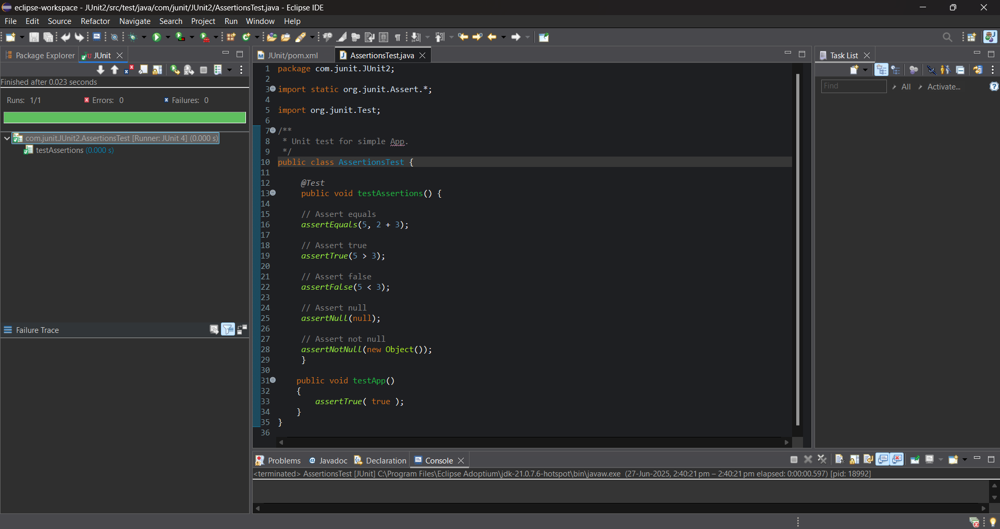 eclipse-workspace - JUnit2/src/test/java/com/junit/JUnit2/AssertionsTest.java - Eclipse IDE
File Edit Source Refactor Navigate Search Project Run Window Help
Package Explorer JUnit
Finished after 0.023 seconds
Runs: 1/1 Errors: 0 Failures: 0
com.junit.JUnit2.AssertionsTest [Runner: JUnit 4] (0.000 s)
testAssertions (0.000 s)
Failure Trace
JUnit/pom.xml AssertionsTest.java
1 package com.junit.JUnit2;
2
3 import static org.junit.Assert.*;
4
5 import org.junit.Test;
6
7 /**
8 * Unit test for simple App.
9 */
10 public class AssertionsTest {
11
12 @Test
13 public void testAssertions() {
14
15 // Assert equals
16 assertEquals(5, 2 + 3);
17
18 // Assert true
19 assertTrue(5 > 3);
20
21 // Assert false
22 assertFalse(5 < 3);
23
24 // Assert null
25 assertNull(null);
26
27 // Assert not null
28 assertNotNull(new Object());
29 }
30
31 public void testApp()
32 {
33 assertTrue( true );
34 }
35 }
36
Task List
Find All Activate...
Problems Javadoc Declaration Console
<terminated> AssertionsTest [JUnit] C:\Program Files\Eclipse Adoptium\jdk-21.0.7.6-hotspot\bin\javaw.exe (27-Jun-2025, 2:40:21 pm – 2:40:21 pm elapsed: 0:00:00.597) [pid: 18992]